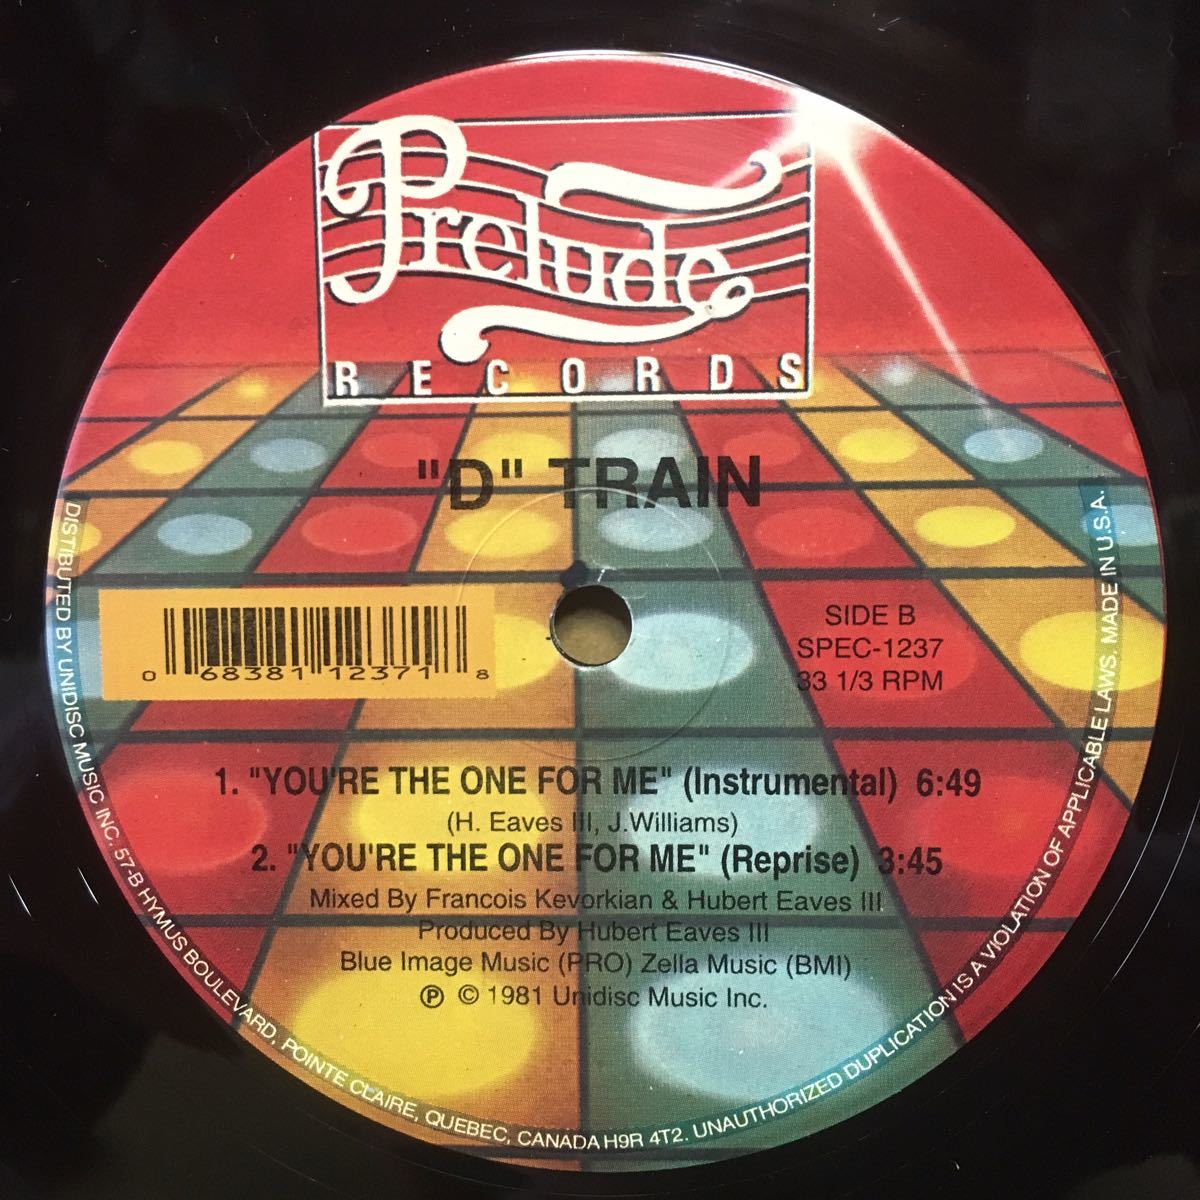 Prelude
RECORDS
"D" TRAIN
0 68381 12371 8
SIDE B
SPEC-1237
33 1/3 RPM
1. "YOU'RE THE ONE FOR ME" (Instrumental) 6:49
(H. Eaves III, J.Williams)
2. "YOU'RE THE ONE FOR ME" (Reprise) 3:45
Mixed By Francois Kevorkian & Hubert Eaves III
Produced By Hubert Eaves III
Blue Image Music (PRO) Zella Music (BMI)
℗ © 1981 Unidisc Music Inc.
DISTIBUTED BY UNIDISC MUSIC INC. 57-B HYMUS BOULEVARD, POINTE CLAIRE, QUEBEC, CANADA H9R 4T2. UNAUTHORIZED DUPLICATION IS A VIOLATION OF APPLICABLE LAWS. MADE IN U.S.A.